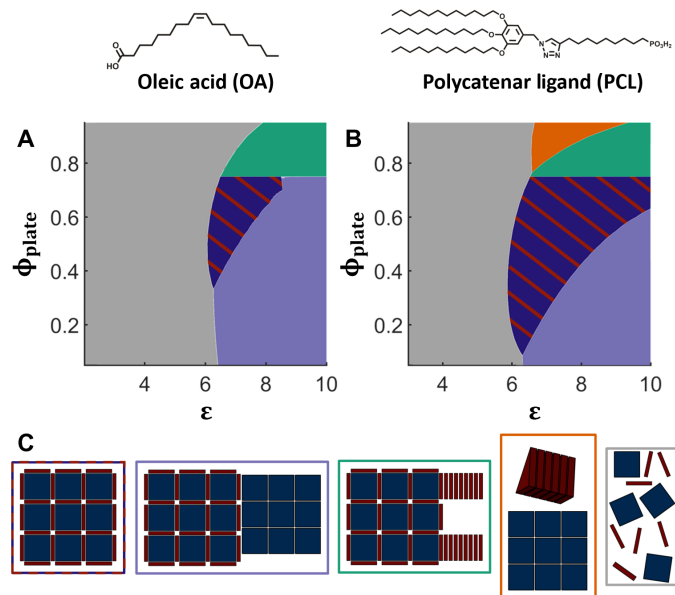 HO
O
O
O
O
N
N=N
PO₃H₂
Oleic acid (OA)
Polycatenar ligand (PCL)
A
B
0.8
0.6
0.4
0.2
ϕplate
4
6
8
10
ε
0.8
0.6
0.4
0.2
ϕplate
4
6
8
10
ε
C